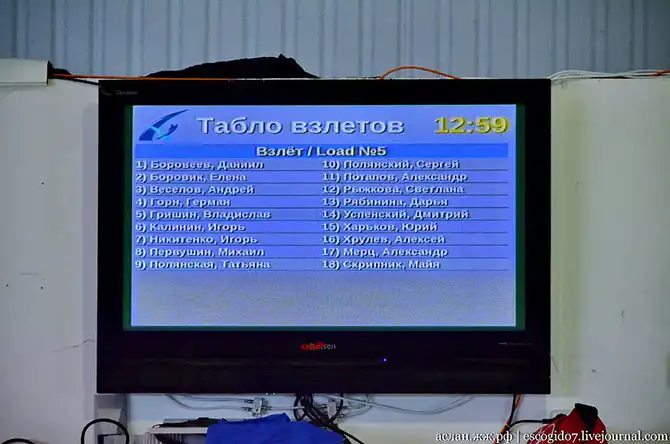 Табло взлетов 12:59
Взлёт / Load №5
1) Боровеев, Даниил
2) Боровик, Елена
3) Веселов, Андрей
4) Горн, Герман
5) Гришин, Владислав
6) Калинин, Игорь
7) Никитенко, Игорь
8) Первушин, Михаил
9) Полянская, Татьяна
10) Полянский, Сергей
11) Потапов, Александр
12) Рыжкова, Светлана
13) Рябинина, Дарья
14) Успенский, Дмитрий
15) Харьков, Юрий
16) Хрулев, Алексей
17) Мерц, Александр
18) Скрипник, Майя
аслан.жж.рф | escogido7.livejournal.com